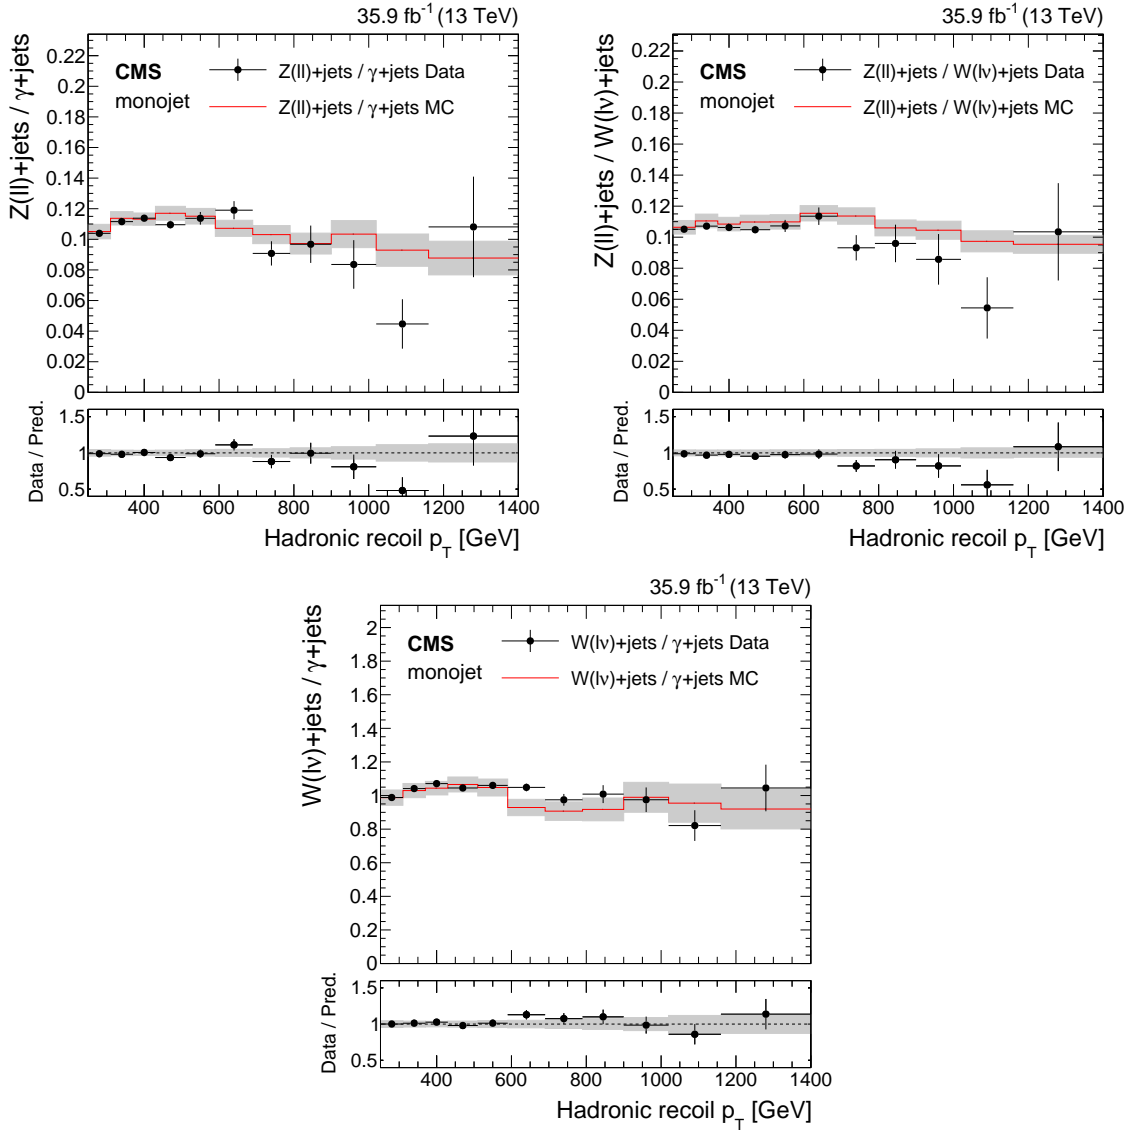 35.9 fb⁻¹ (13 TeV)
Z(ll)+jets / γ+jets
CMS
monojet
Z(ll)+jets / γ+jets Data
Z(ll)+jets / γ+jets MC
0.22
0.2
0.18
0.16
0.14
0.12
0.1
0.08
0.06
0.04
0.02
0
Data / Pred.
1.5
1
0.5
400 600 800 1000 1200 1400
Hadronic recoil p_T [GeV]
35.9 fb⁻¹ (13 TeV)
Z(ll)+jets / W(lν)+jets
CMS
monojet
Z(ll)+jets / W(lν)+jets Data
Z(ll)+jets / W(lν)+jets MC
0.22
0.2
0.18
0.16
0.14
0.12
0.1
0.08
0.06
0.04
0.02
0
Data / Pred.
1.5
1
0.5
400 600 800 1000 1200 1400
Hadronic recoil p_T [GeV]
35.9 fb⁻¹ (13 TeV)
W(lν)+jets / γ+jets
CMS
monojet
W(lν)+jets / γ+jets Data
W(lν)+jets / γ+jets MC
2
1.8
1.6
1.4
1.2
1
0.8
0.6
0.4
0.2
0
Data / Pred.
1.5
1
0.5
400 600 800 1000 1200 1400
Hadronic recoil p_T [GeV]